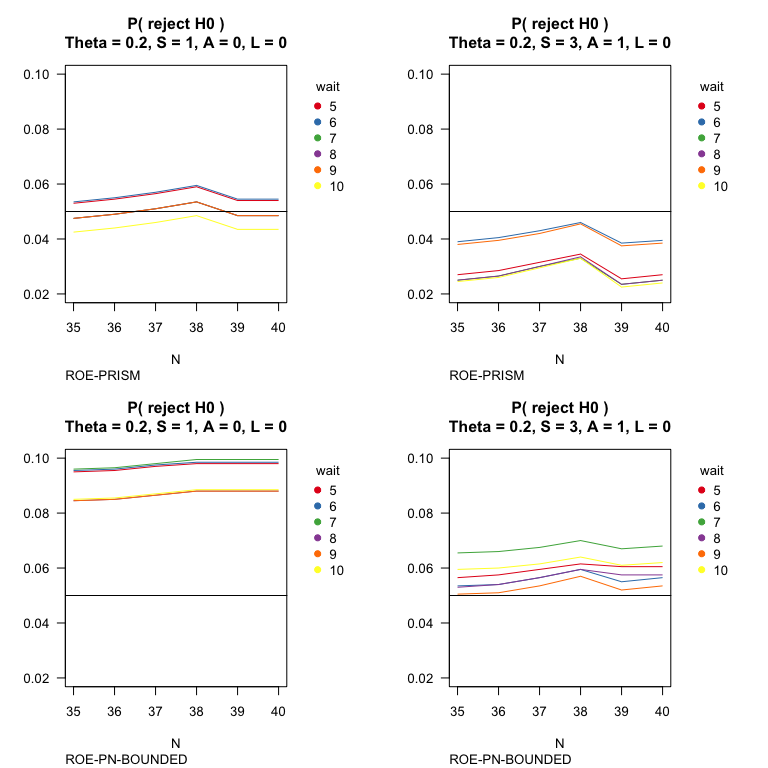 P( reject H0 )
Theta = 0.2, S = 1, A = 0, L = 0
0.10
0.08
0.06
0.04
0.02
35 36 37 38 39 40
N
ROE-PRISM
wait
5
6
7
8
9
10
P( reject H0 )
Theta = 0.2, S = 3, A = 1, L = 0
0.10
0.08
0.06
0.04
0.02
35 36 37 38 39 40
N
ROE-PRISM
wait
5
6
7
8
9
10
P( reject H0 )
Theta = 0.2, S = 1, A = 0, L = 0
0.10
0.08
0.06
0.04
0.02
35 36 37 38 39 40
N
ROE-PN-BOUNDED
wait
5
6
7
8
9
10
P( reject H0 )
Theta = 0.2, S = 3, A = 1, L = 0
0.10
0.08
0.06
0.04
0.02
35 36 37 38 39 40
N
ROE-PN-BOUNDED
wait
5
6
7
8
9
10